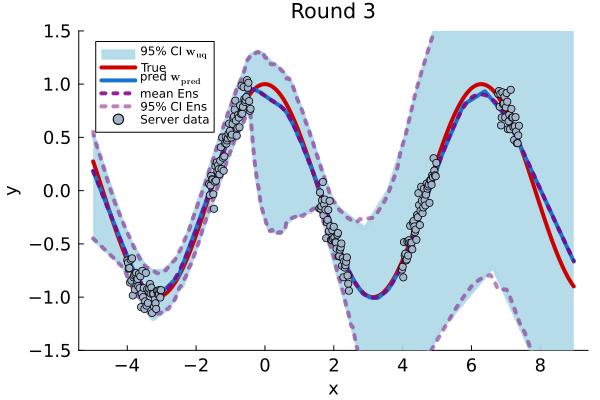 Round 3
1.5
1.0
0.5
0.0
−0.5
−1.0
−1.5
y
95% CI w_uq
True
pred w_pred
mean Ens
95% CI Ens
Server data
−4 −2 0 2 4 6 8
x